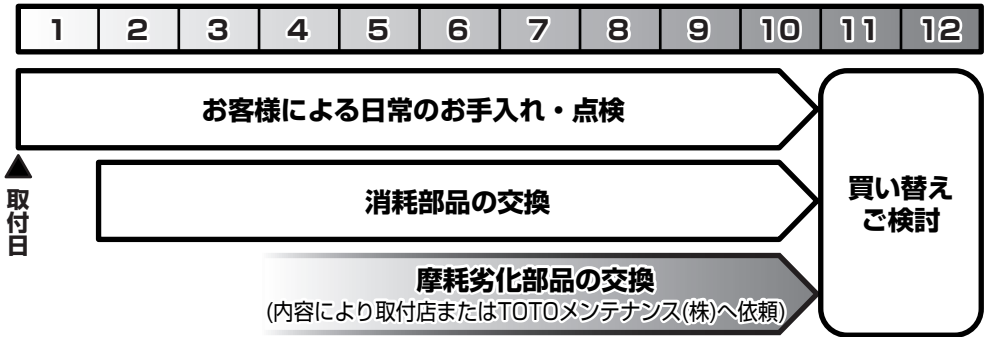 1 2 3 4 5 6 7 8 9 10 11 12
お客様による日常のお手入れ・点検
取付日
消耗部品の交換
摩耗劣化部品の交換
(内容により取付店またはTOTOメンテナンス(株)へ依頼)
買い替え
ご検討